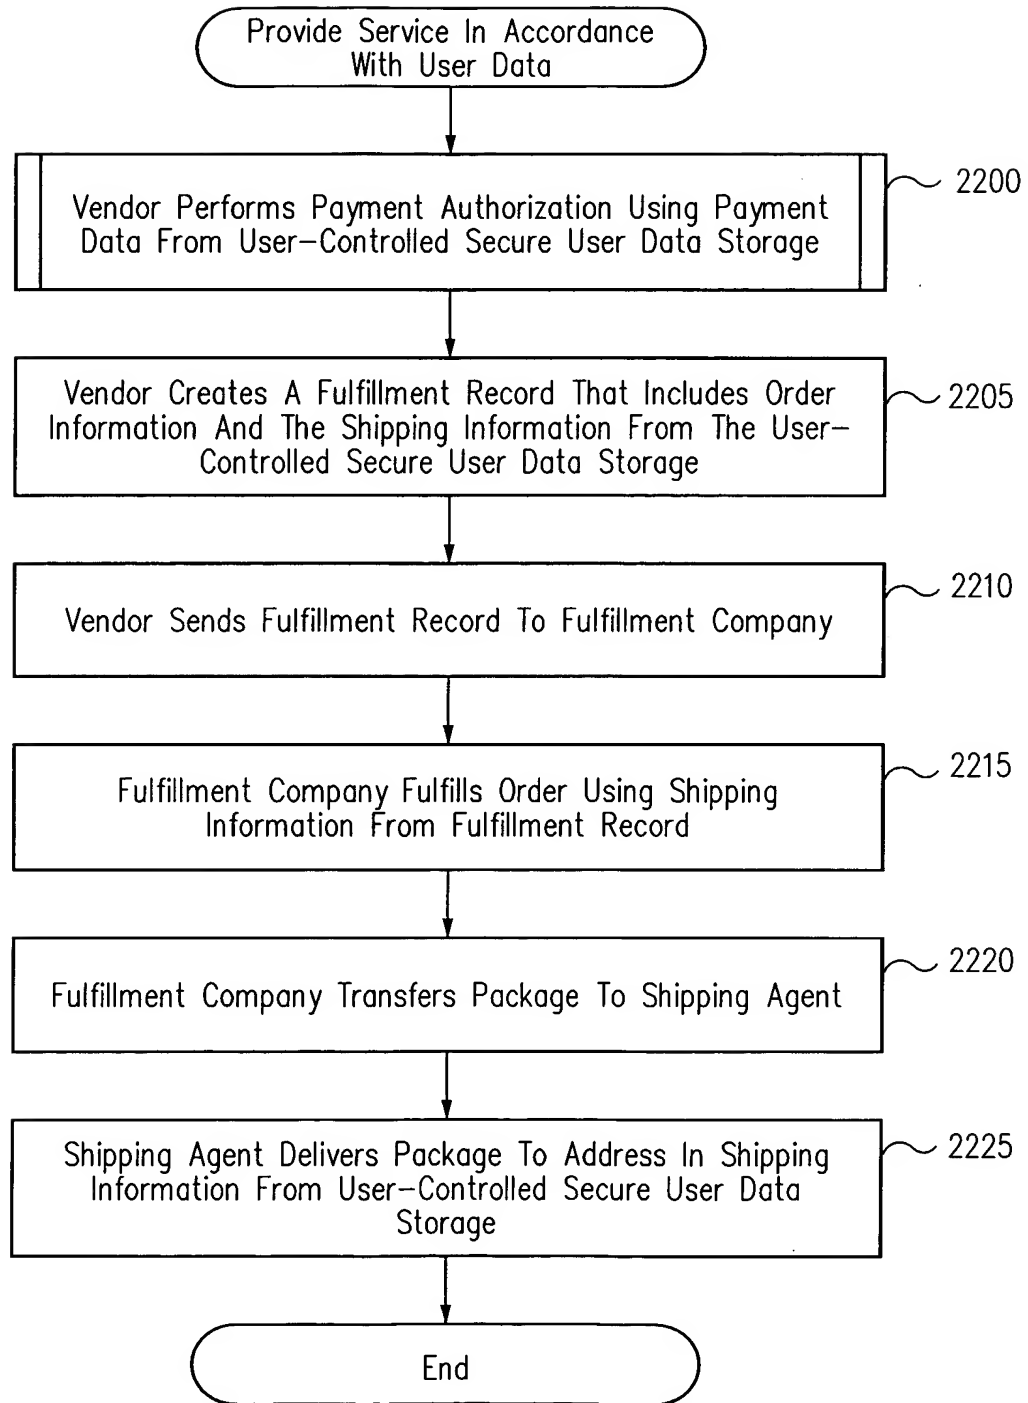 Provide Service In Accordance
With User Data
2200
Vendor Performs Payment Authorization Using Payment
Data From User-Controlled Secure User Data Storage
2205
Vendor Creates A Fulfillment Record That Includes Order
Information And The Shipping Information From The User-
Controlled Secure User Data Storage
2210
Vendor Sends Fulfillment Record To Fulfillment Company
2215
Fulfillment Company Fulfills Order Using Shipping
Information From Fulfillment Record
2220
Fulfillment Company Transfers Package To Shipping Agent
2225
Shipping Agent Delivers Package To Address In Shipping
Information From User-Controlled Secure User Data
Storage
End